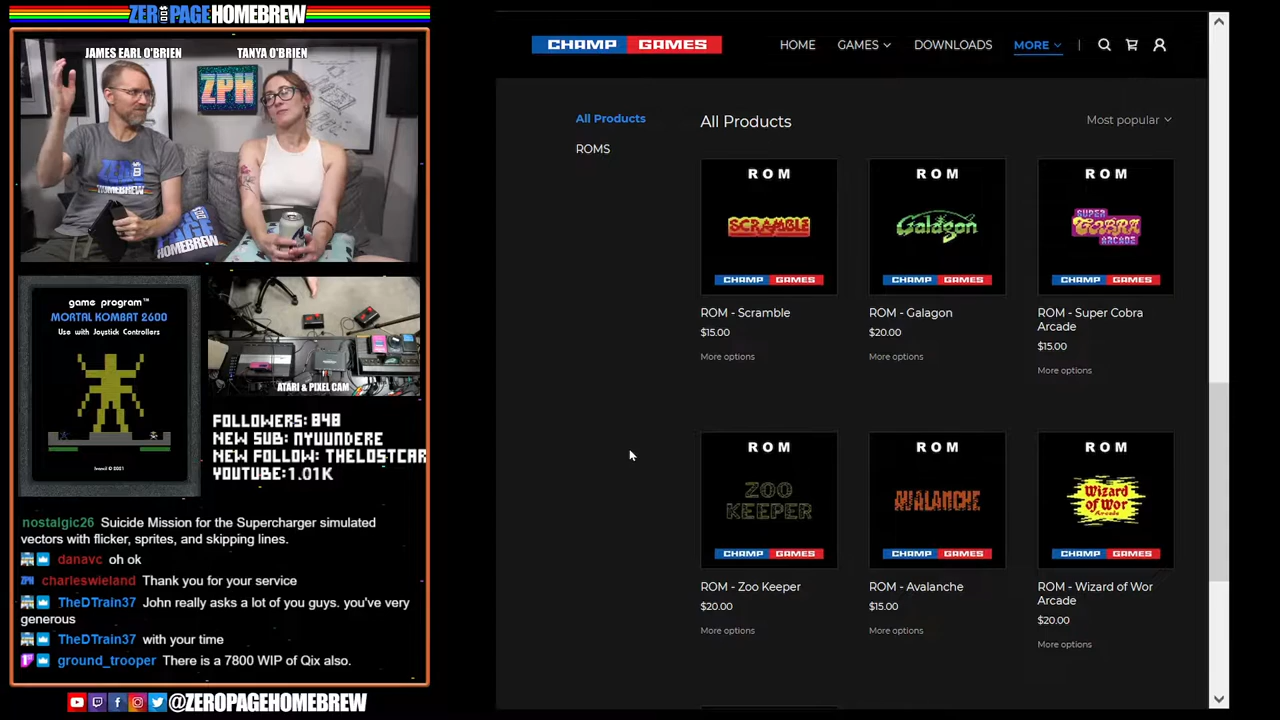 ZEROPAGEHOMEBREW
JAMES EARL O'BRIEN
TANYA O'BRIEN
ZPH
HOMEBREW
game program™
MORTAL KOMBAT 2600
Use with Joystick Controllers
ATARI & PIXEL CAM
FOLLOWERS: 848
NEW SUB: NYUUNDERE
NEW FOLLOW: THELOSTCAR
YOUTUBE:1.01K
nostalgic26 Suicide Mission for the Supercharger simulated
vectors with flicker, sprites, and skipping lines.
danavc oh ok
charleswieland Thank you for your service
TheDTrain37 John really asks a lot of you guys. you've very
generous
TheDTrain37 with your time
ground_trooper There is a 7800 WIP of Qix also.
@ZEROPAGEHOMEBREW
CHAMP GAMES
HOME
GAMES
DOWNLOADS
MORE
All Products
ROMS
All Products
Most popular
ROM
SCRAMBLE
CHAMP GAMES
ROM - Scramble
$15.00
More options
ROM
Galagon
CHAMP GAMES
ROM - Galagon
$20.00
More options
ROM
SUPER
COBRA
ARCADE
CHAMP GAMES
ROM - Super Cobra
Arcade
$15.00
More options
ROM
ZOO
KEEPER
CHAMP GAMES
ROM - Zoo Keeper
$20.00
More options
ROM
AVALANCHE
CHAMP GAMES
ROM - Avalanche
$15.00
More options
ROM
WIZARD
OF WOR
Arcade
CHAMP GAMES
ROM - Wizard of Wor
Arcade
$20.00
More options